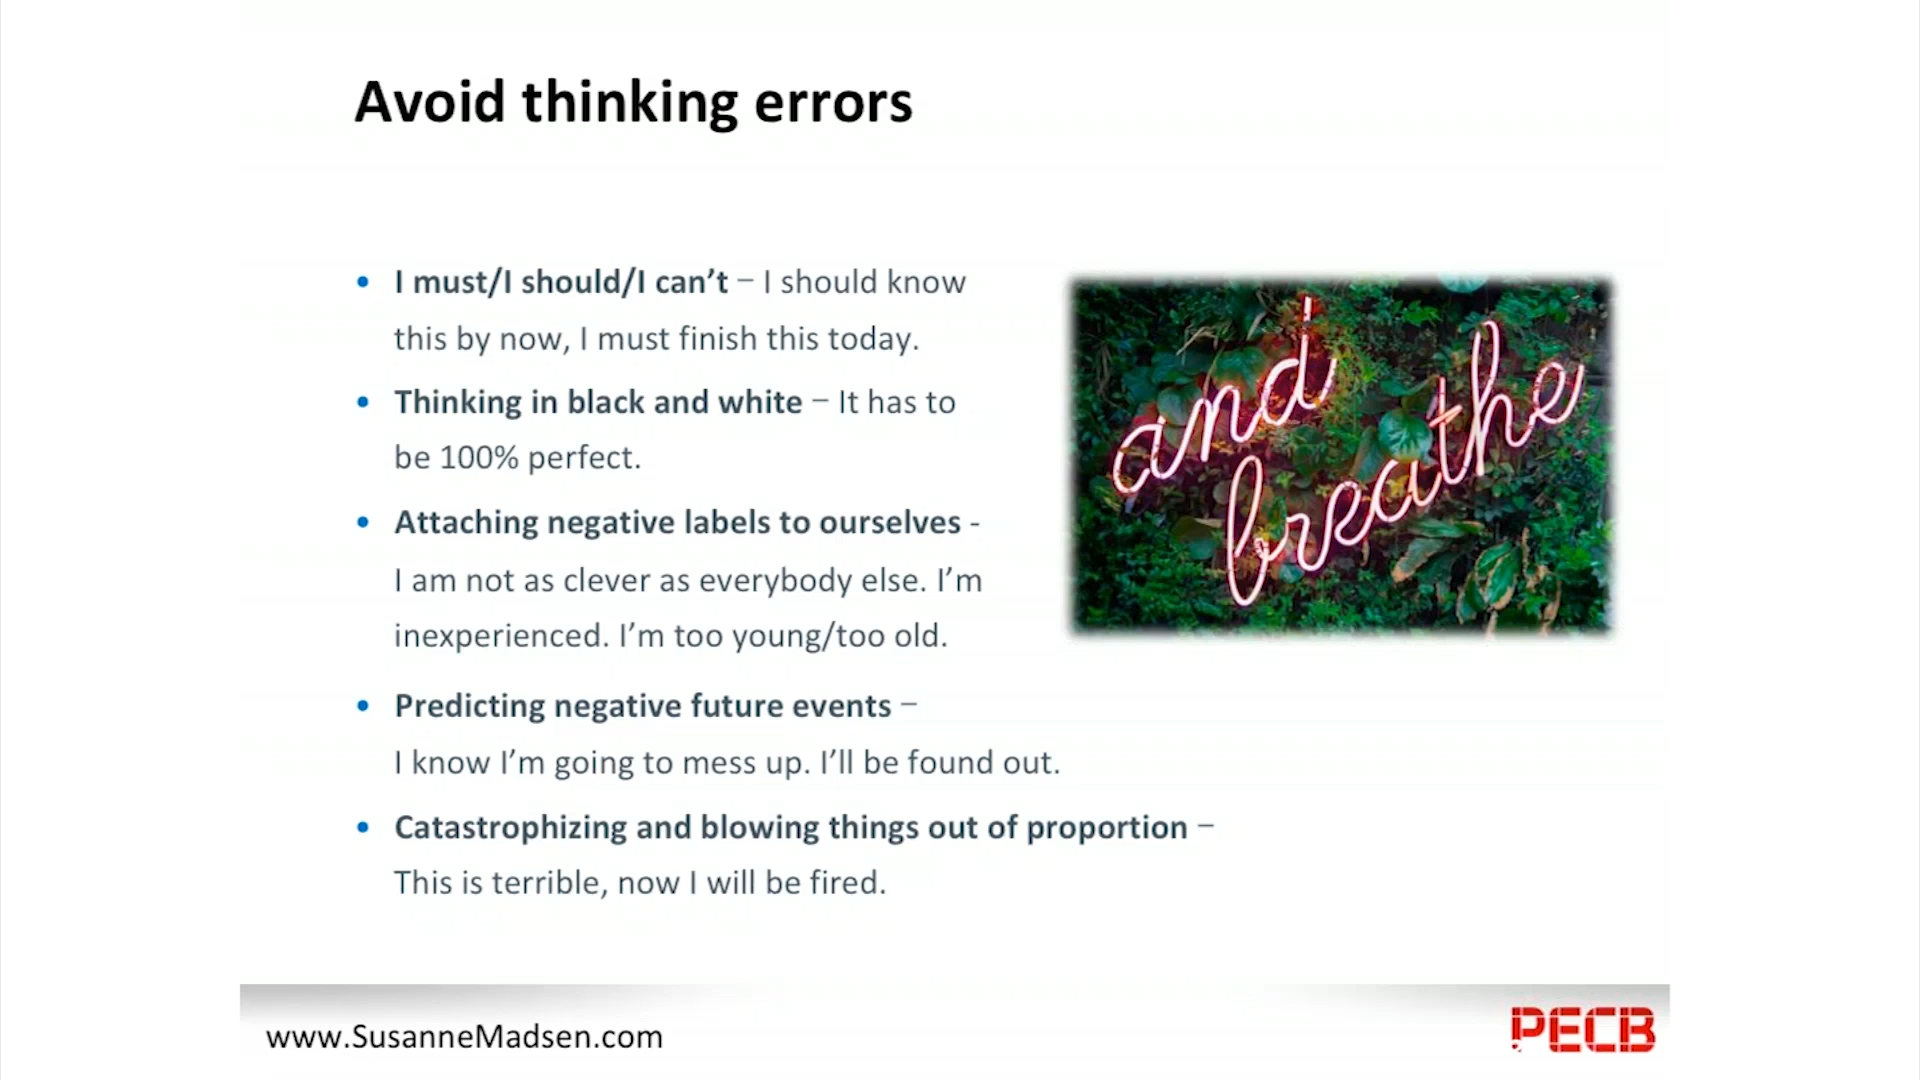 Avoid thinking errors
• I must/I should/I can’t – I should know
this by now, I must finish this today.
• Thinking in black and white – It has to
be 100% perfect.
• Attaching negative labels to ourselves -
I am not as clever as everybody else. I’m
inexperienced. I’m too young/too old.
• Predicting negative future events –
I know I’m going to mess up. I’ll be found out.
• Catastrophizing and blowing things out of proportion –
This is terrible, now I will be fired.
and
breathe
www.SusanneMadsen.com
PECB